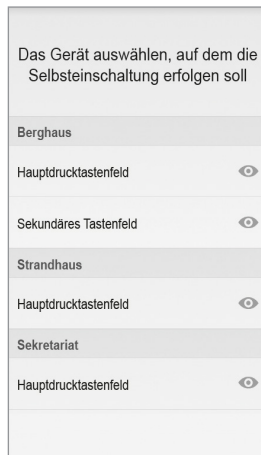 Das Gerät auswählen, auf dem die
Selbsteinschaltung erfolgen soll
Berghaus
Hauptdrucktastenfeld
Sekundäres Tastenfeld
Strandhaus
Hauptdrucktastenfeld
Sekretariat
Hauptdrucktastenfeld